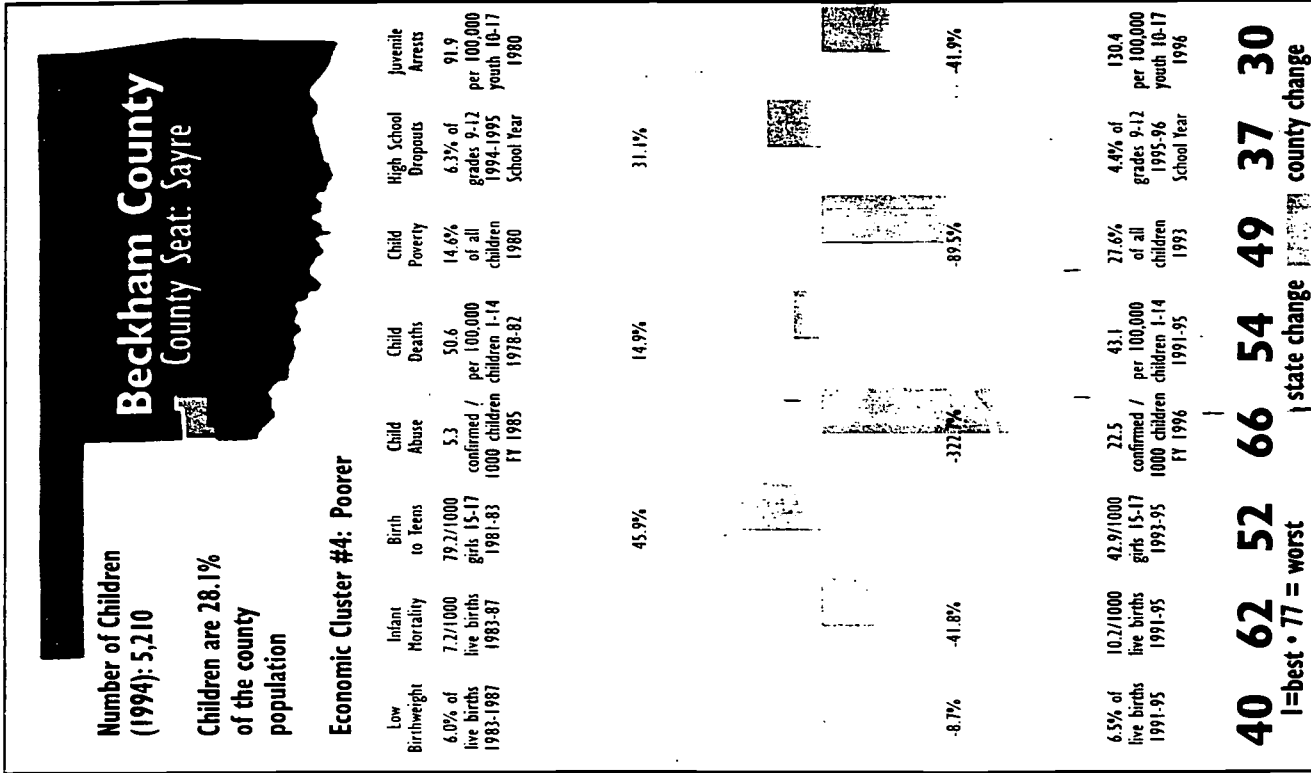 Beckham County
County Seat: Sayre
Number of Children
(1994): 5,210
Children are 28.1%
of the county
population
Economic Cluster #4: Poorer
Low
Birthweight
6.0% of
live births
1983-1987
Infant
Mortality
7.2/1000
live births
1983-87
Birth
to Teens
79.2/1000
girls 15-17
1981-83
Child
Abuse
5.3
confirmed /
1000 children
FY 1985
Child
Deaths
50.6
per 100,000
children 1-14
1978-82
Child
Poverty
14.6%
of all
children
1980
High School
Dropouts
6.3% of
grades 9-12
1994-1995
School Year
Juvenile
Arrests
91.9
per 100,000
youth 10-17
1980
45.9%
14.9%
31.1%
-8.7%
-41.8%
-322.7%
-89.5%
-41.9%
6.5% of
live births
1991-95
10.2/1000
live births
1991-95
42.9/1000
girls 15-17
1993-95
22.5
confirmed /
1000 children
FY 1996
43.1
per 100,000
children 1-14
1991-95
27.6%
of all
children
1993
4.4% of
grades 9-12
1995-96
School Year
130.4
per 100,000
youth 10-17
1996
40 62 52 66 54 49 37 30
1=best • 77 = worst
state change
county change